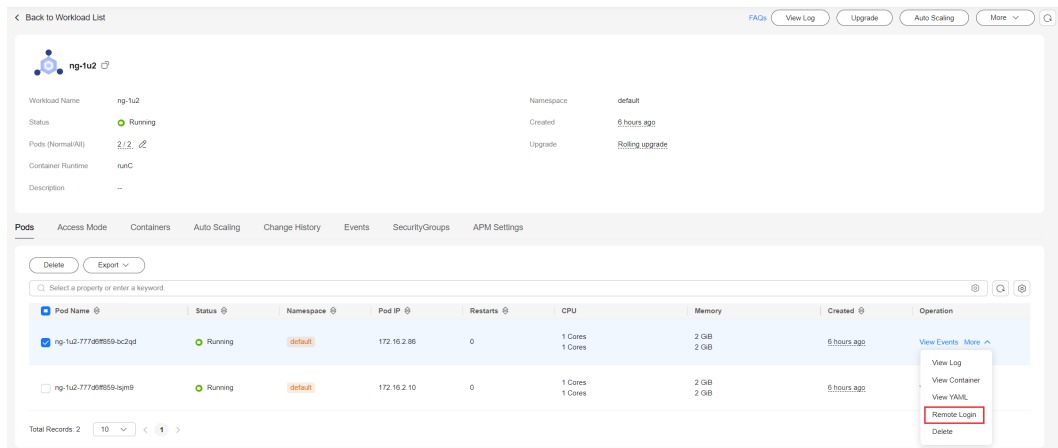 Back to Workload List
FAQs View Log Upgrade Auto Scaling More
ng-1u2
Workload Name ng-1u2 Namespace default
Status Running Created 6 hours ago
Pods (Normal/All) 2 / 2 Upgrade Rolling upgrade
Container Runtime runC
Description --
Pods Access Mode Containers Auto Scaling Change History Events SecurityGroups APM Settings
Delete Export
Select a property or enter a keyword.
Pod Name Status Namespace Pod IP Restarts CPU Memory Created Operation
ng-1u2-777d6ff859-bc2qd Running default 172.16.2.86 0 1 Cores 2 GiB 6 hours ago View Events More
1 Cores 2 GiB
View Log
View Container
View YAML
Remote Login
Delete
ng-1u2-777d6ff859-lsjm9 Running default 172.16.2.10 0 1 Cores 2 GiB 6 hours ago
1 Cores 2 GiB
Total Records: 2 10 1